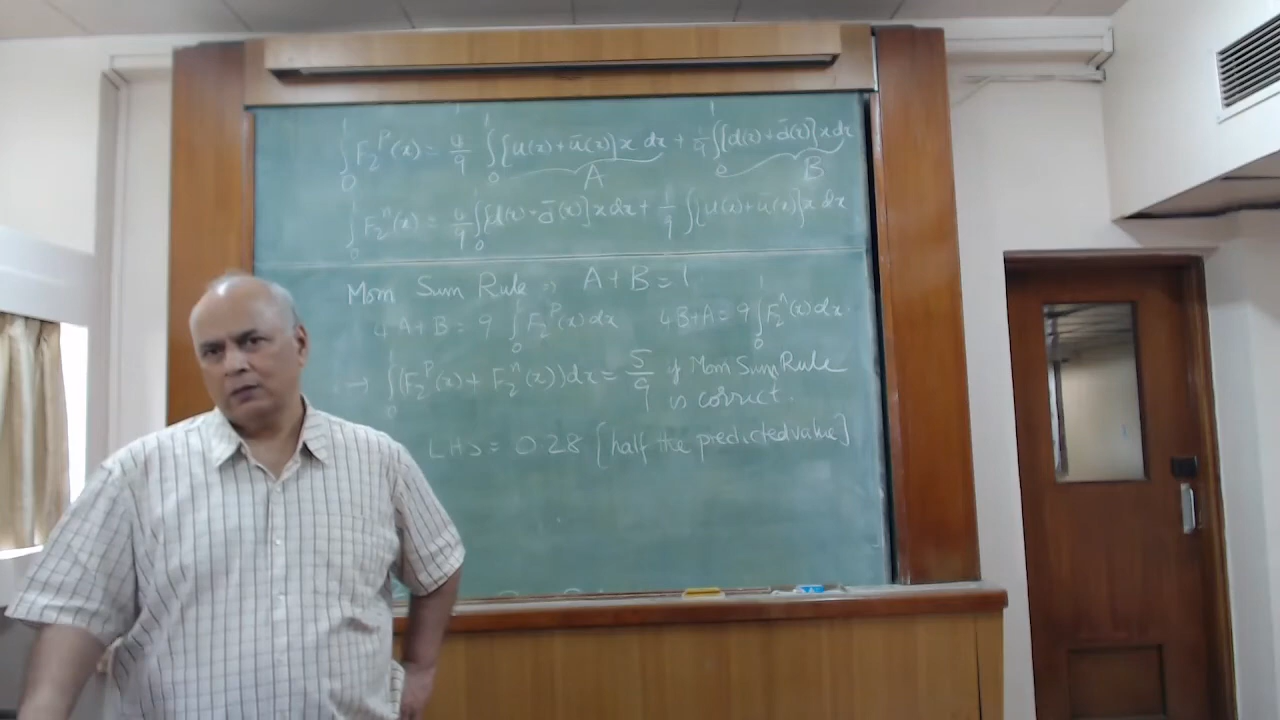 ∫₀¹ F₂ᵖ(x) = 4/9 ∫₀¹ [u(x) + ū(x)] x dx + 1/9 ∫₀¹ [d(x) + d̄(x)] x dx
A B
∫₀¹ F₂ⁿ(x) = 4/9 ∫₀¹ [d(x) + d̄(x)] x dx + 1/9 ∫ [u(x) + ū(x)] x dx
Mom Sum Rule ⇒ A + B = 1
4A + B = 9 ∫₀¹ F₂ᵖ(x) dx 4B + A = 9 ∫₀¹ F₂ⁿ(x) dx.
→ ∫₀¹ (F₂ᵖ(x) + F₂ⁿ(x)) dx = 5/9 if Mom Sum Rule
is correct.
LHS = 0.28 [half the predicted value]